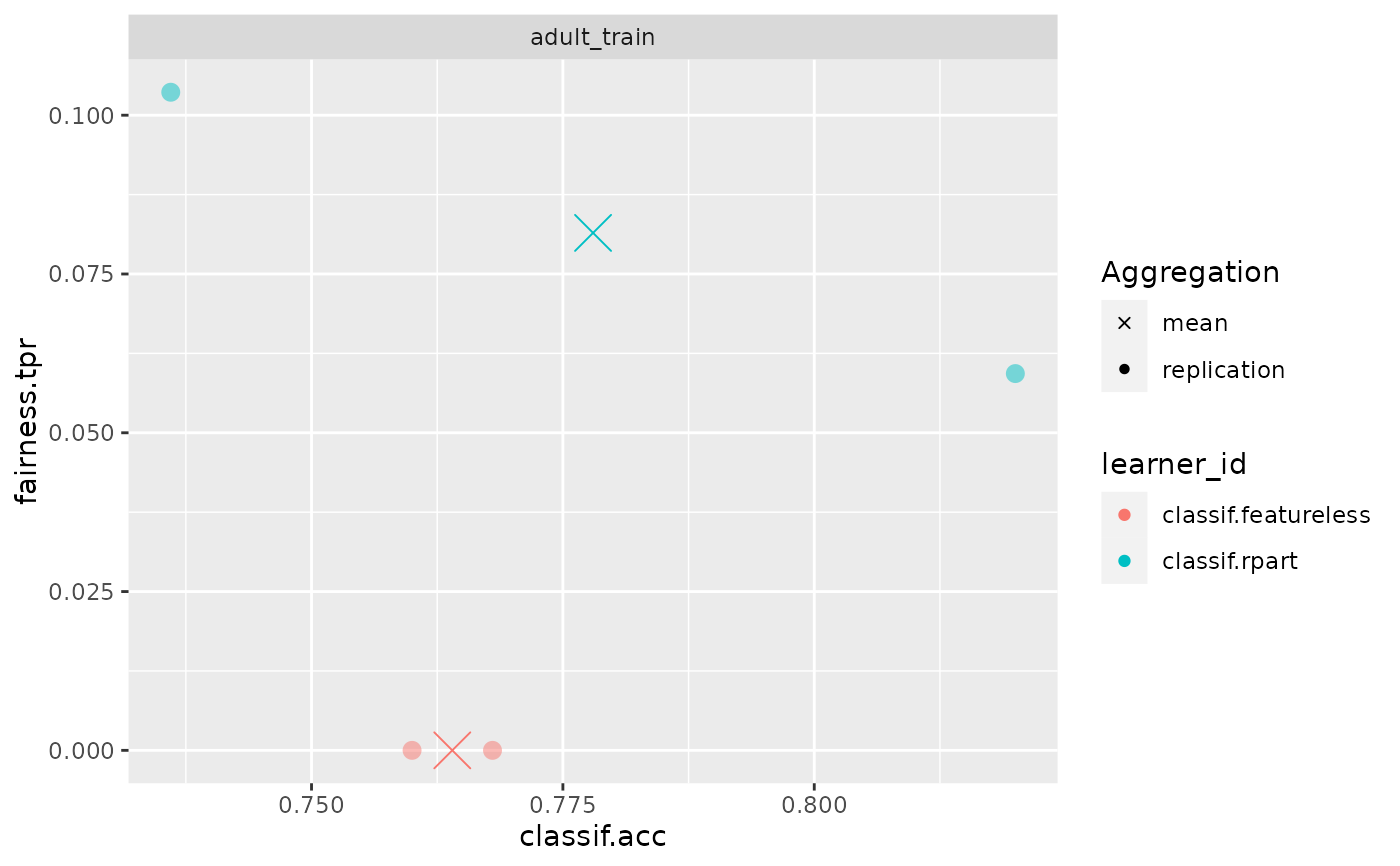 adult_train
0.100
0.075
0.050
0.025
0.000
fairness.tpr
0.750
0.775
0.800
classif.acc
Aggregation
mean
replication
learner_id
classif.featureless
classif.rpart